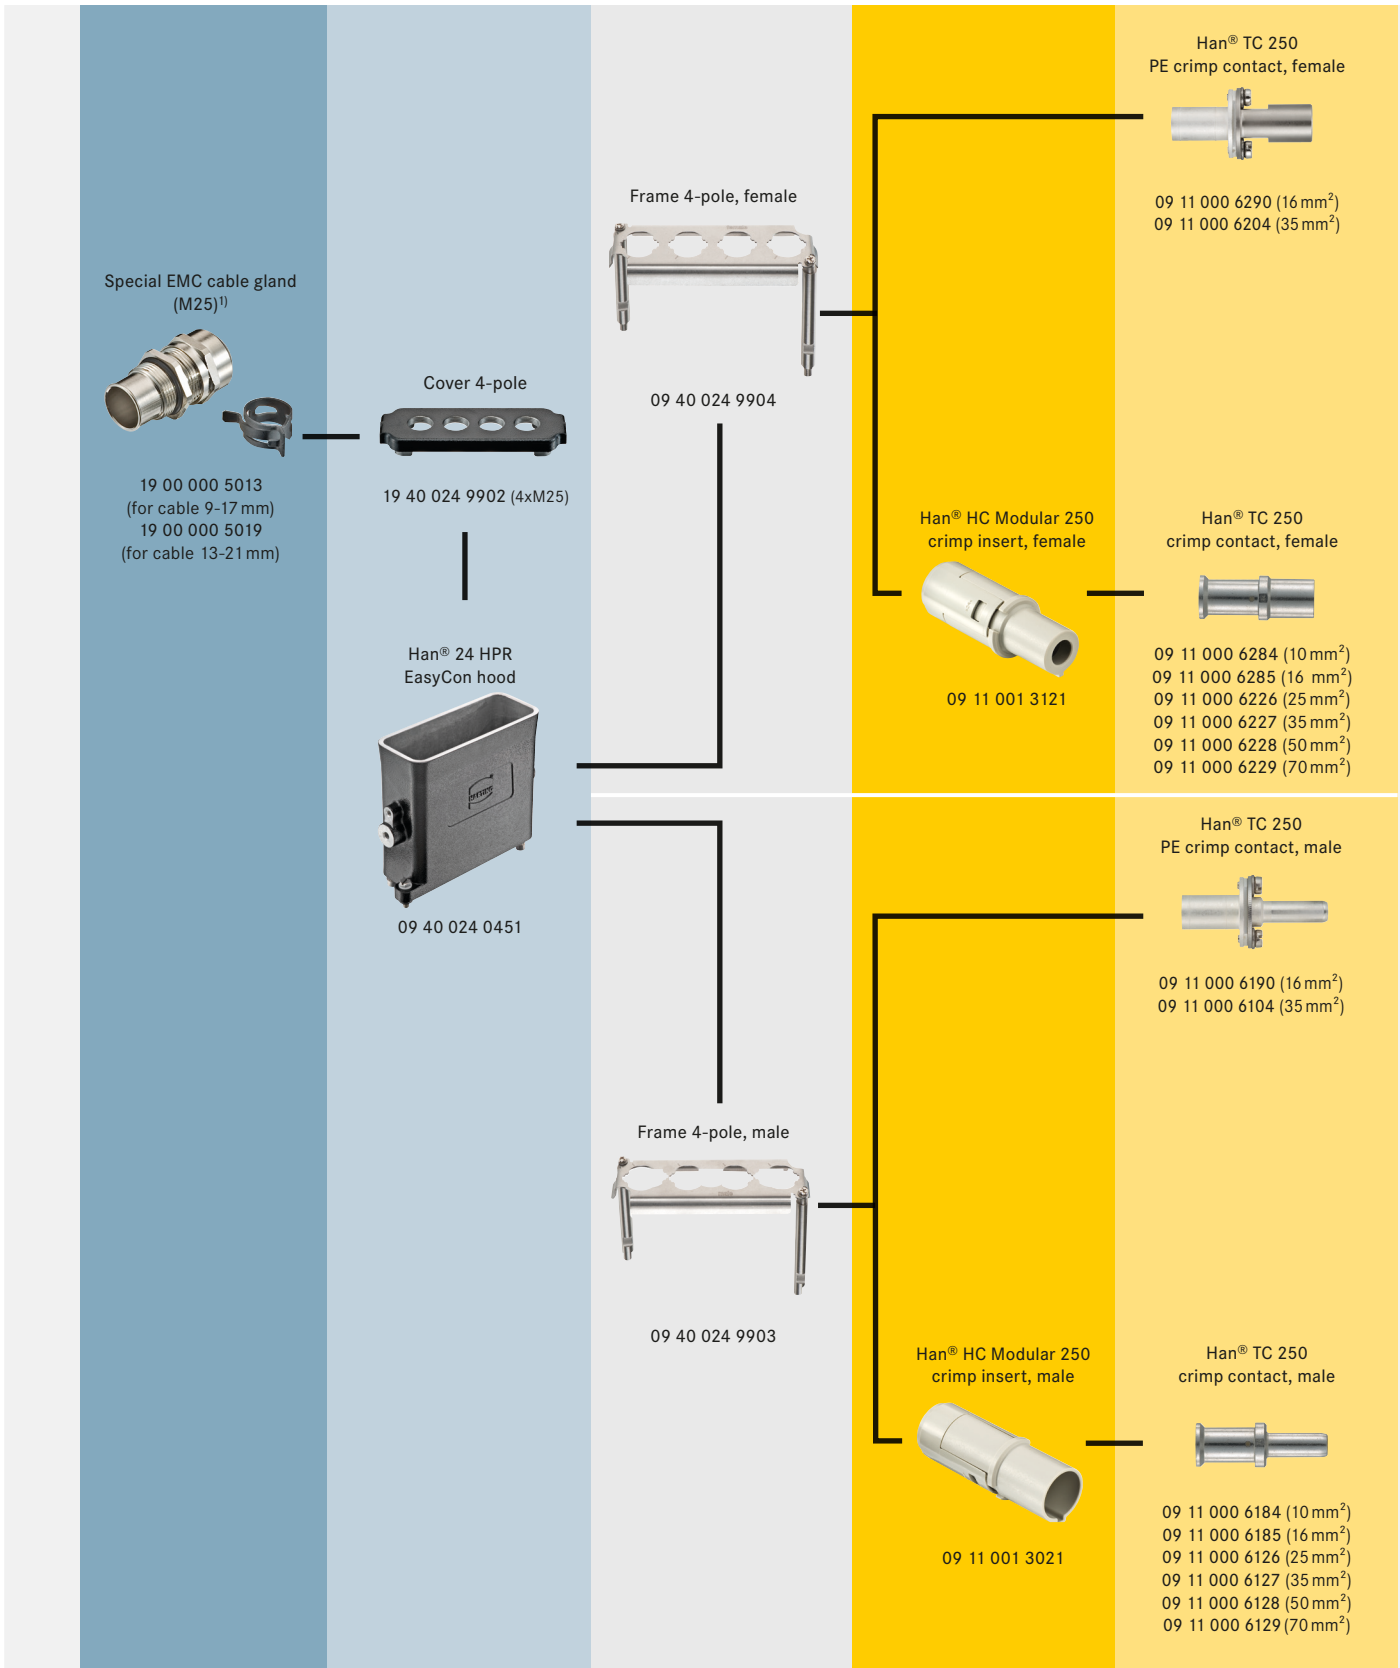 Special EMC cable gland
(M25)¹⁾
19 00 000 5013
(for cable 9-17 mm)
19 00 000 5019
(for cable 13-21 mm)
Cover 4-pole
19 40 024 9902 (4xM25)
Han® 24 HPR
EasyCon hood
HARTING
09 40 024 0451
Frame 4-pole, female
09 40 024 9904
Han® TC 250
PE crimp contact, female
09 11 000 6290 (16 mm²)
09 11 000 6204 (35 mm²)
Han® HC Modular 250
crimp insert, female
09 11 001 3121
Han® TC 250
crimp contact, female
09 11 000 6284 (10 mm²)
09 11 000 6285 (16 mm²)
09 11 000 6226 (25 mm²)
09 11 000 6227 (35 mm²)
09 11 000 6228 (50 mm²)
09 11 000 6229 (70 mm²)
Frame 4-pole, male
09 40 024 9903
Han® TC 250
PE crimp contact, male
09 11 000 6190 (16 mm²)
09 11 000 6104 (35 mm²)
Han® HC Modular 250
crimp insert, male
09 11 001 3021
Han® TC 250
crimp contact, male
09 11 000 6184 (10 mm²)
09 11 000 6185 (16 mm²)
09 11 000 6126 (25 mm²)
09 11 000 6127 (35 mm²)
09 11 000 6128 (50 mm²)
09 11 000 6129 (70 mm²)